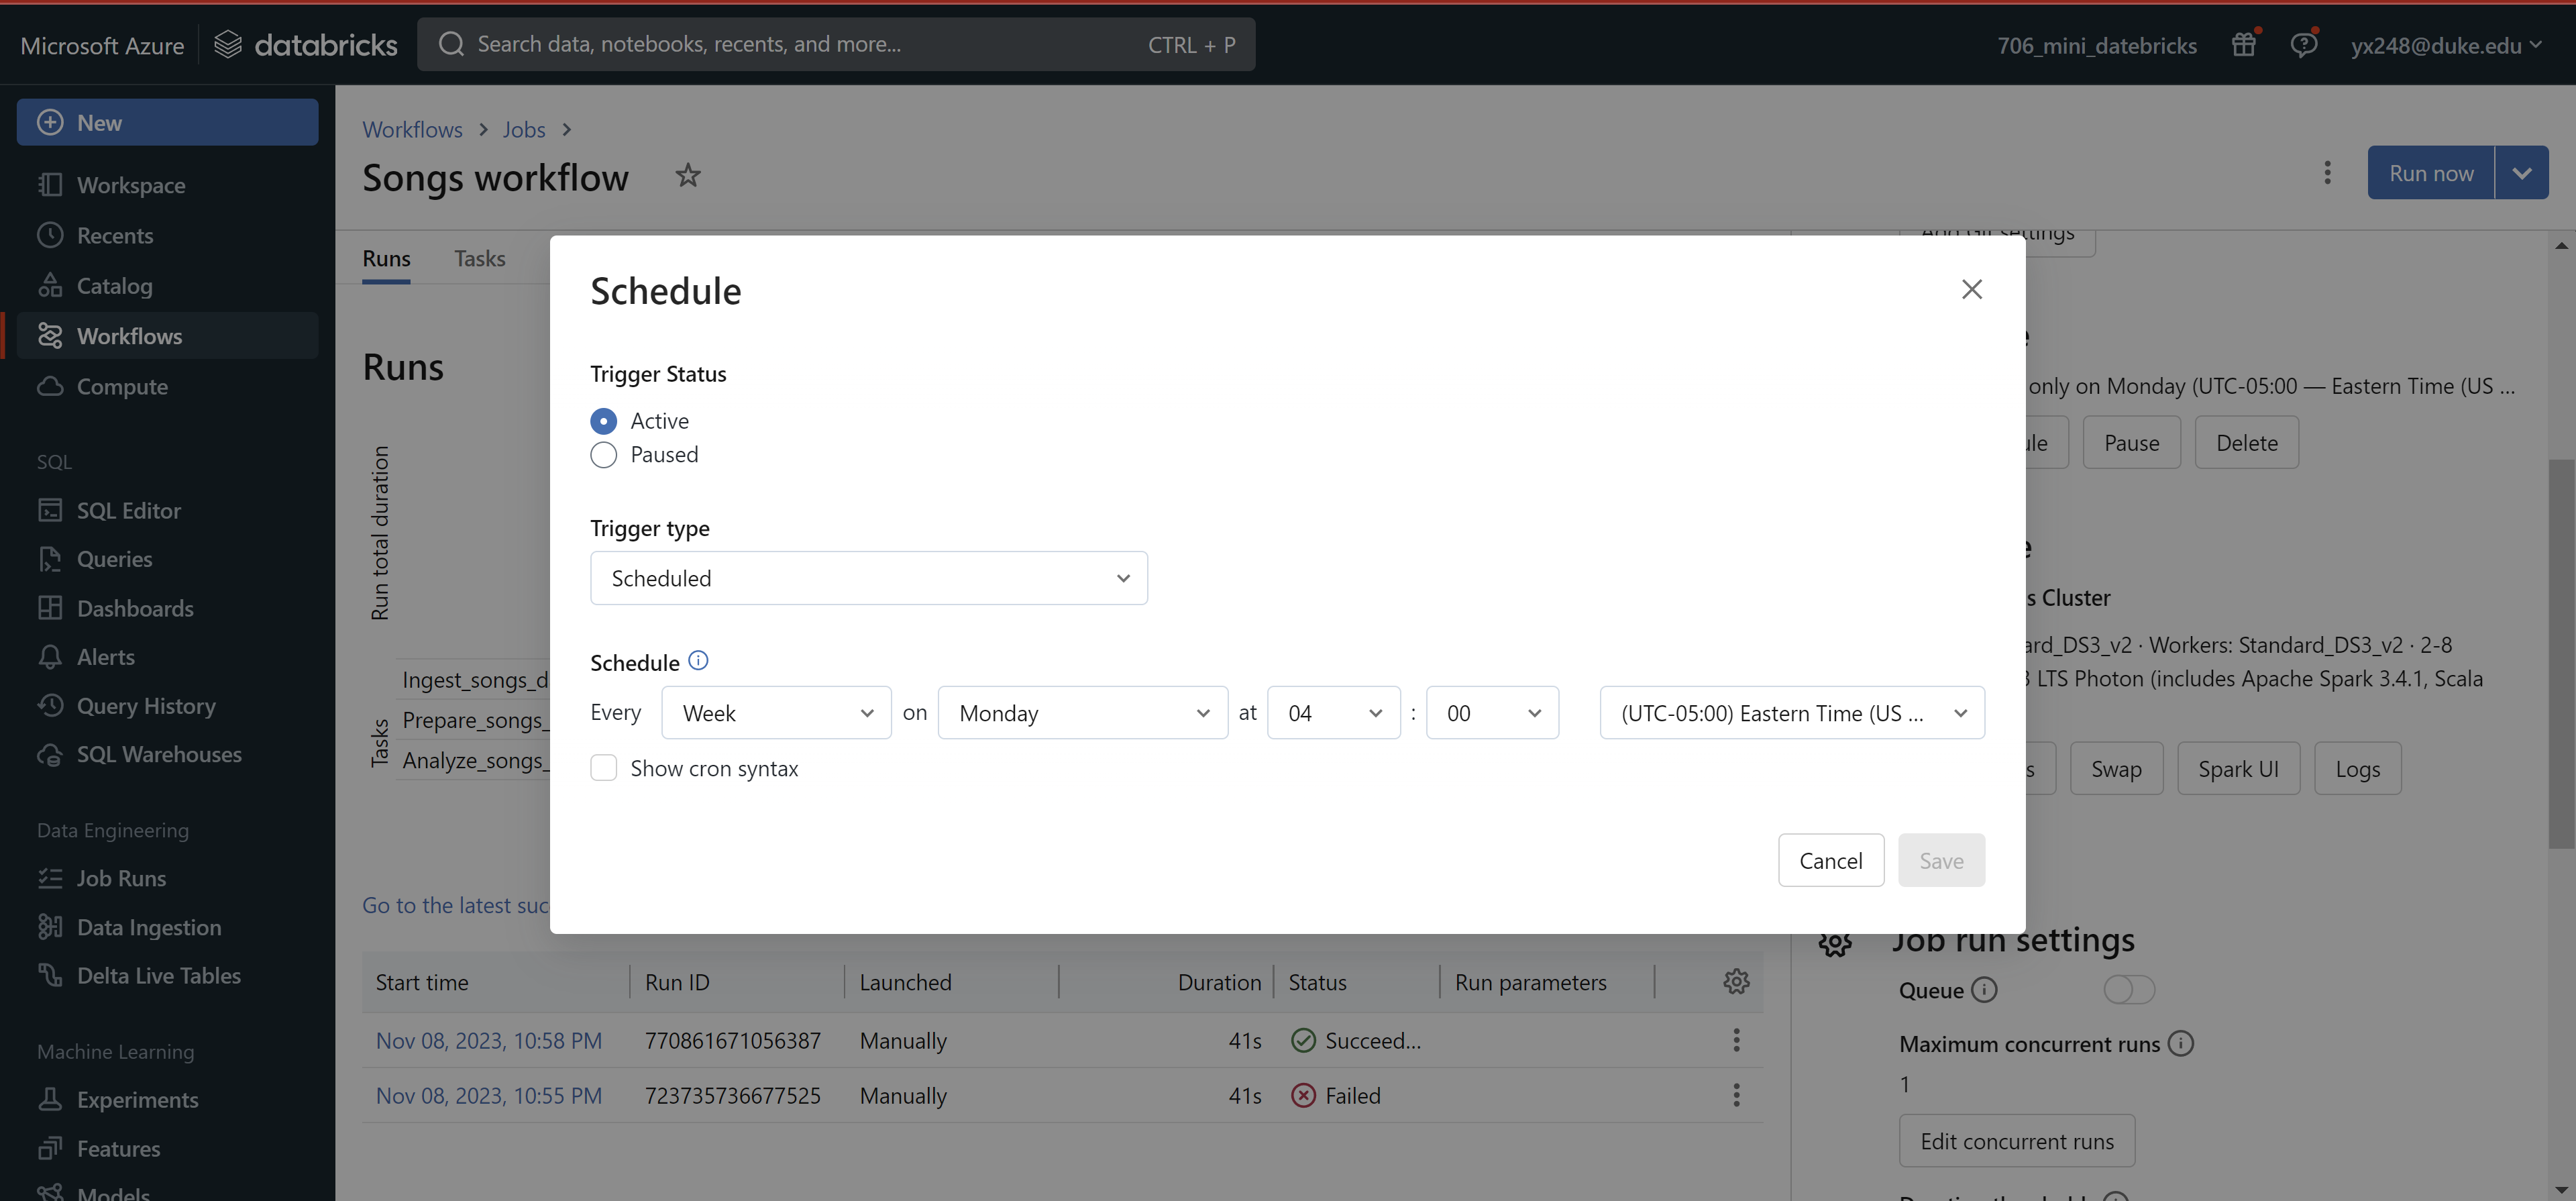 Microsoft Azure
databricks
Search data, notebooks, recents, and more...
CTRL + P
706_mini_datebricks
yx248@duke.edu
New
Workspace
Recents
Catalog
Workflows
Compute
SQL
SQL Editor
Queries
Dashboards
Alerts
Query History
SQL Warehouses
Data Engineering
Job Runs
Data Ingestion
Delta Live Tables
Machine Learning
Experiments
Features
Models
Workflows > Jobs >
Songs workflow
Run now
Runs Tasks
Runs
Run total duration
Tasks
Ingest_songs_d
Prepare_songs_
Analyze_songs_
Go to the latest suc
Schedule
Trigger Status
Active
Paused
Trigger type
Scheduled
Schedule
Every Week on Monday at 04 : 00 (UTC-05:00) Eastern Time (US ...
Show cron syntax
Cancel Save
Add Git settings
only on Monday (UTC-05:00 — Eastern Time (US ...
Pause Delete
s Cluster
ard_DS3_v2 · Workers: Standard_DS3_v2 · 2-8
LTS Photon (includes Apache Spark 3.4.1, Scala
s Swap Spark UI Logs
Start time Run ID Launched Duration Status Run parameters
Nov 08, 2023, 10:58 PM 770861671056387 Manually 41s Succeed...
Nov 08, 2023, 10:55 PM 723735736677525 Manually 41s Failed
Job run settings
Queue
Maximum concurrent runs
1
Edit concurrent runs